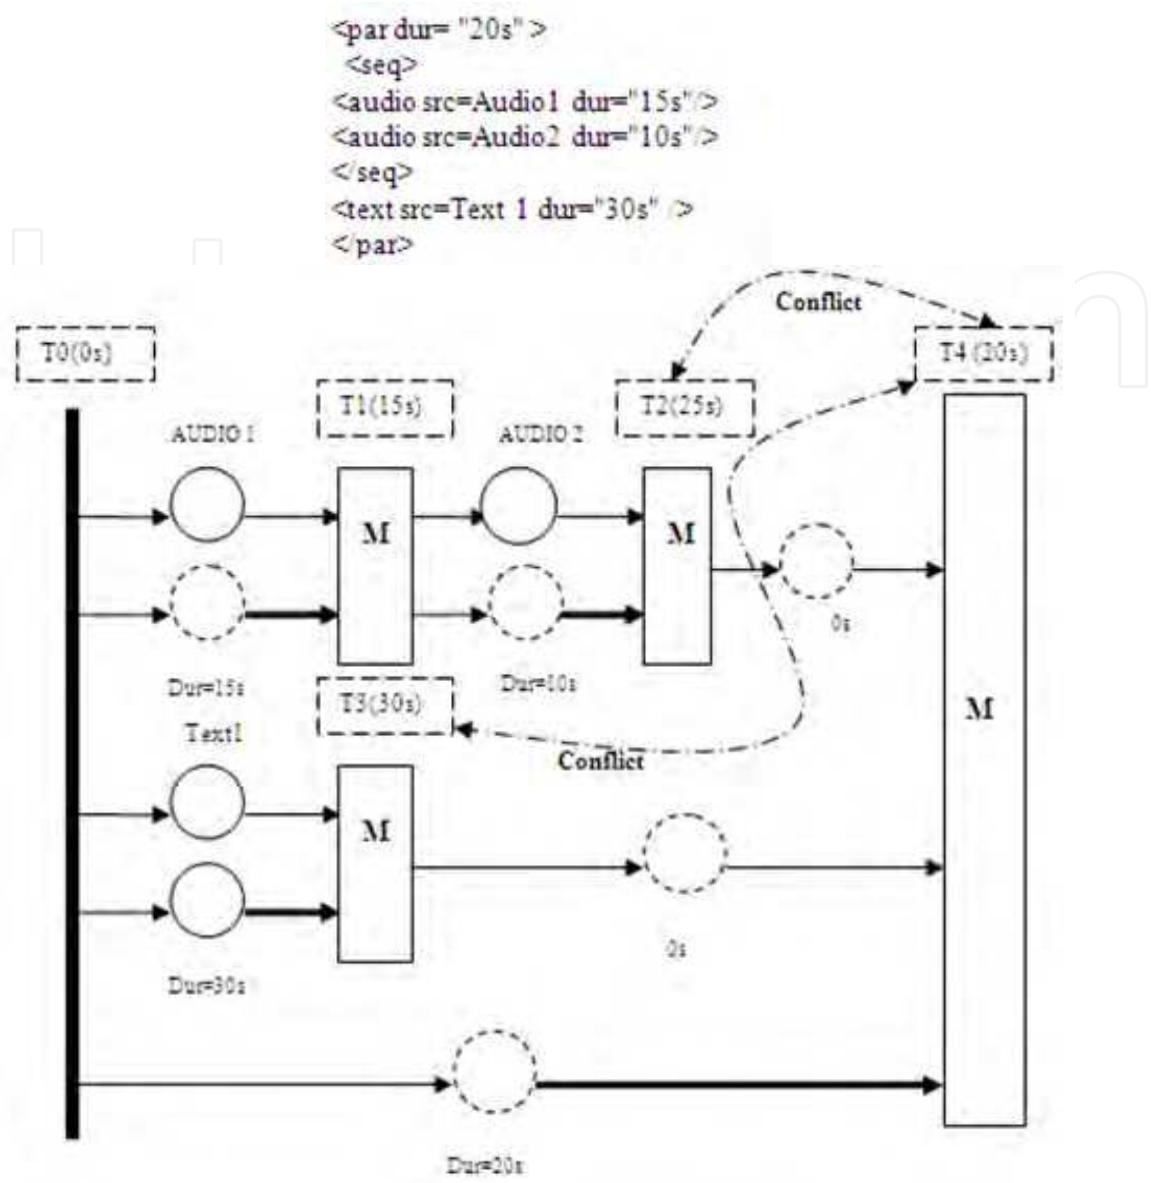 <par dur= "20s" >
<seq>
<audio src=Audio1 dur="15s"/>
<audio src=Audio2 dur="10s"/>
</seq>
<text src=Text 1 dur="30s" />
</par>
Conflict
T0(0s)
T4 (20s)
T1(15s)
T2(25s)
AUDIO 1
AUDIO 2
M
M
0s
Dur=15s
Dur=10s
T3(30s)
M
Text1
Conflict
M
0s
Dur=30s
Dur=20s